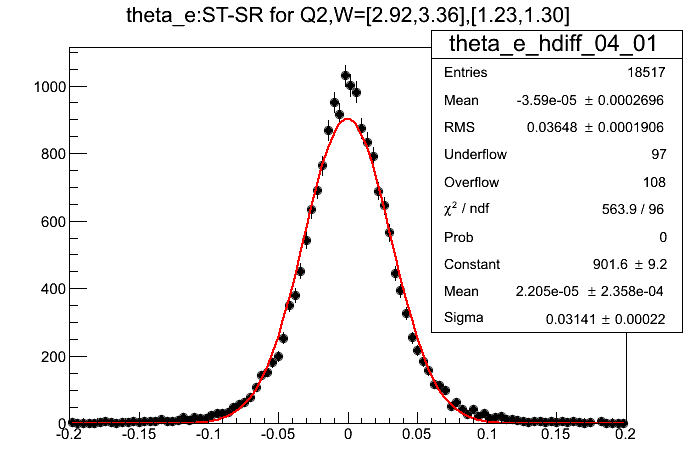 theta_e:ST-SR for Q2,W=[2.92,3.36],[1.23,1.30]
theta_e_hdiff_04_01
Entries 18517
Mean -3.59e-05 ± 0.0002696
RMS 0.03648 ± 0.0001906
Underflow 97
Overflow 108
χ² / ndf 563.9 / 96
Prob 0
Constant 901.6 ± 9.2
Mean 2.205e-05 ± 2.358e-04
Sigma 0.03141 ± 0.00022
1000
800
600
400
200
0
-0.2 -0.15 -0.1 -0.05 0 0.05 0.1 0.15 0.2